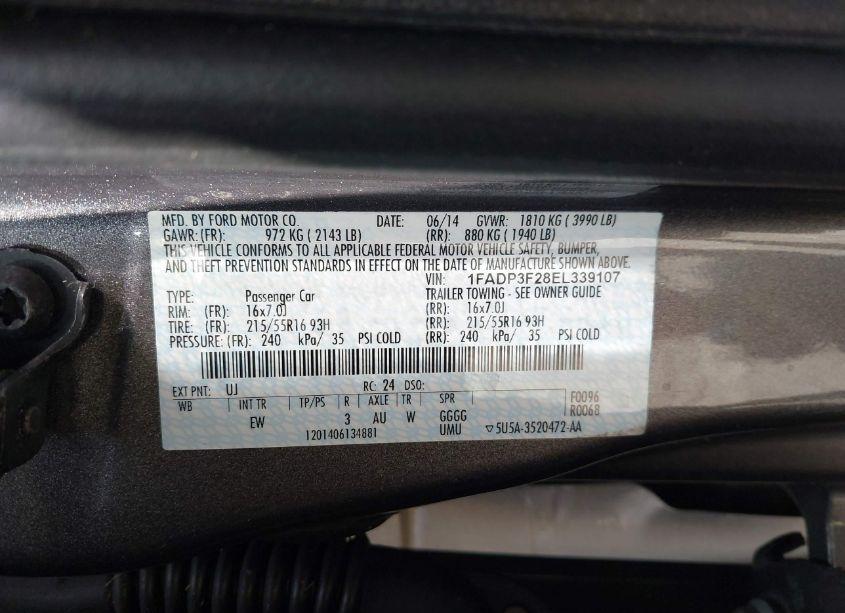 MFD. BY FORD MOTOR CO. DATE: 06/14 GVWR: 1810 KG ( 3990 LB)
GAWR: (FR): 972 KG ( 2143 LB) (RR): 880 KG ( 1940 LB)
THIS VEHICLE CONFORMS TO ALL APPLICABLE FEDERAL MOTOR VEHICLE SAFETY, BUMPER,
AND THEFT PREVENTION STANDARDS IN EFFECT ON THE DATE OF MANUFACTURE SHOWN ABOVE.
VIN: 1FADP3F28EL339107
TYPE: Passenger Car TRAILER TOWING - SEE OWNER GUIDE
RIM: (FR): 16x7.0J (RR): 16x7.0J
TIRE: (FR): 215/55R16 93H (RR): 215/55R16 93H
PRESSURE: (FR): 240 kPa/ 35 PSI COLD (RR): 240 kPa/ 35 PSI COLD
EXT PNT: UJ RC: 24 DSO:
WB INT TR TP/PS R AXLE TR SPR F0096
EW 3 AU W GGGG R0068
1201406134881 UMU ▽5U5A-3520472-AA